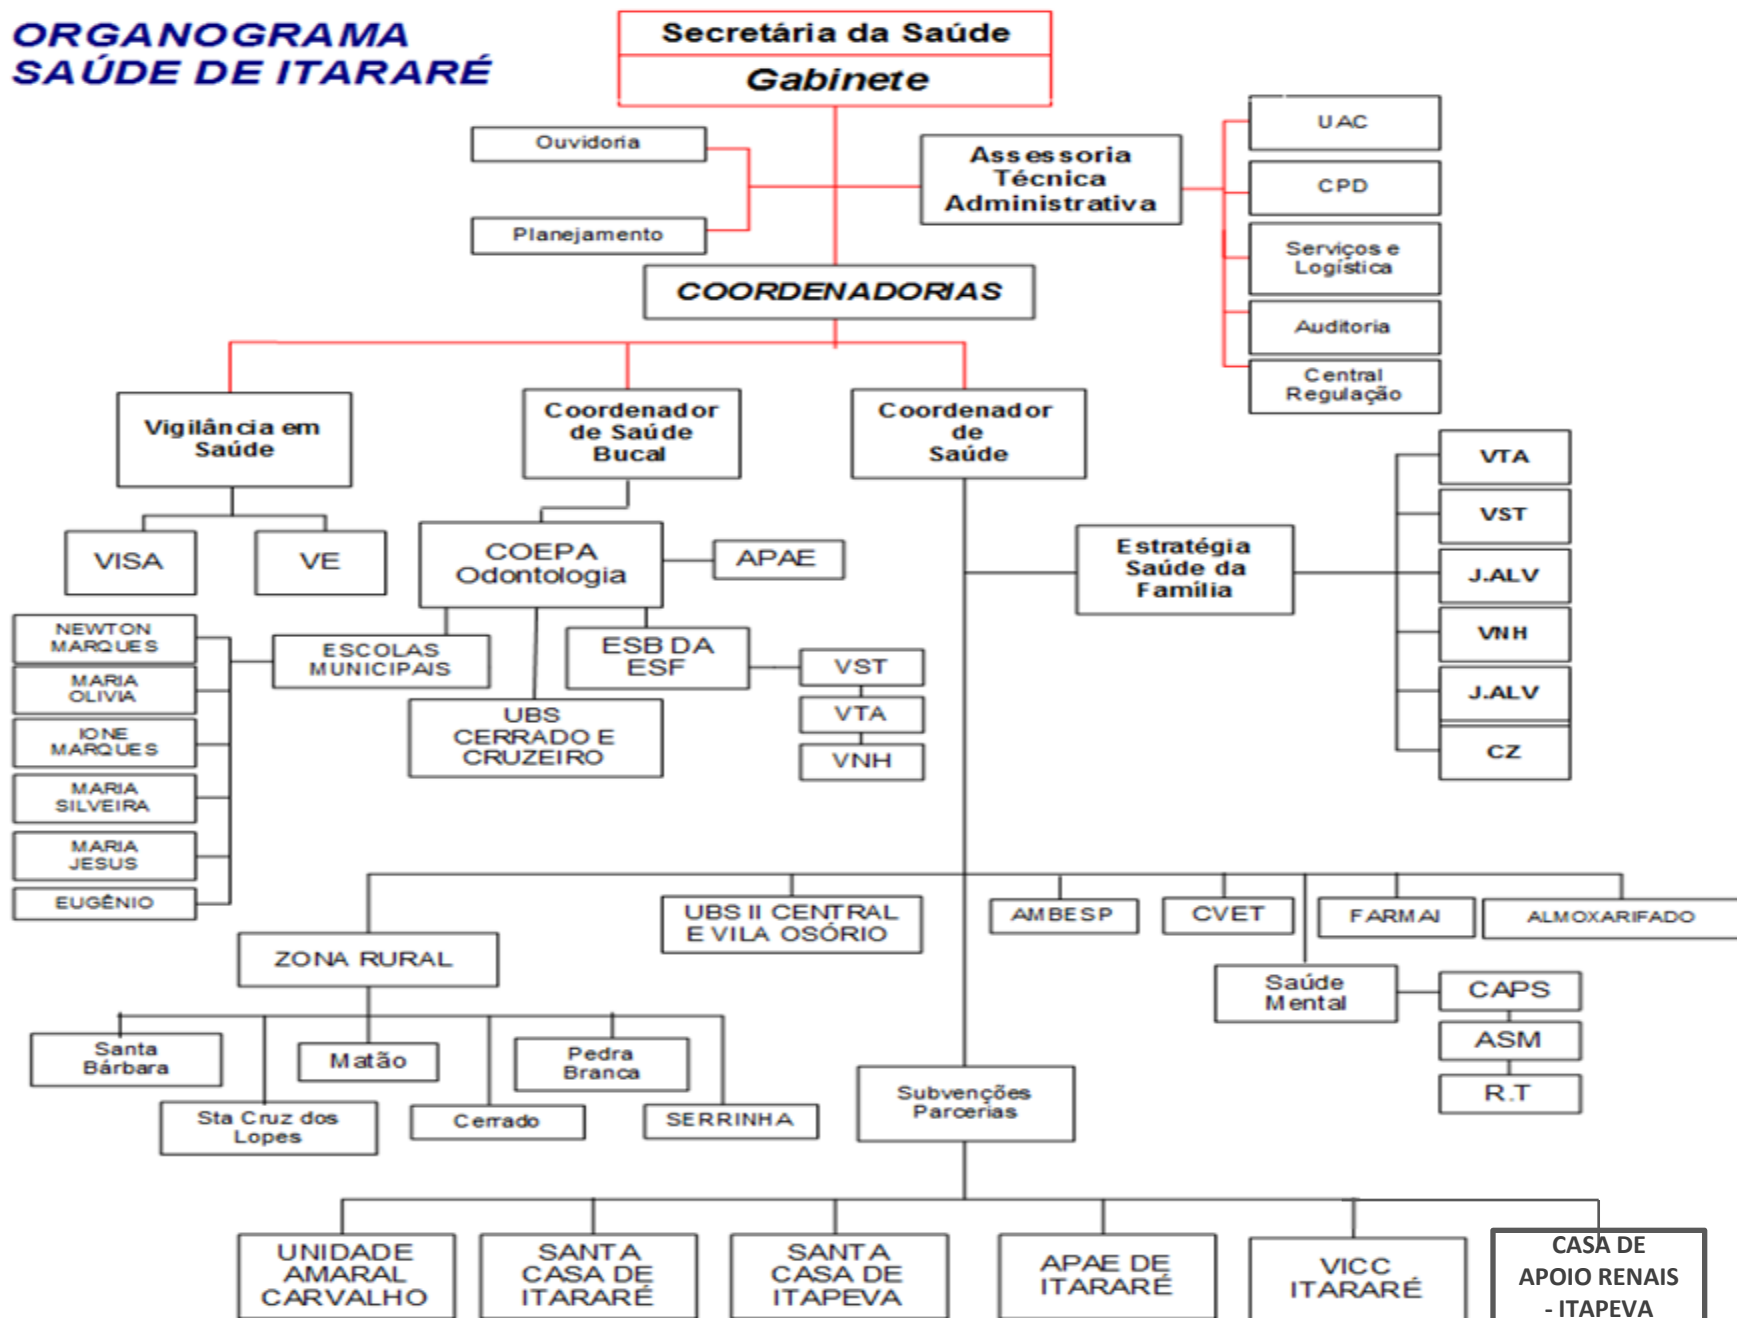 ORGANOGRAMA
SAÚDE DE ITARARÉ
Secretária da Saúde
Gabinete
Ouvidoria
Planejamento
Assessoria
Técnica
Administrativa
UAC
CPD
Serviços e
Logística
Auditoria
Central
Regulação
COORDENADORIAS
Vigilância em
Saúde
Coordenador
de Saúde
Bucal
Coordenador
de
Saúde
VISA
VE
COEPA
Odontologia
APAE
Estratégia
Saúde da
Família
VTA
VST
J.ALV
VNH
J.ALV
CZ
NEWTON
MARQUES
MARIA
OLIVIA
IONE
MARQUES
MARIA
SILVEIRA
MARIA
JESUS
EUGÊNIO
ESCOLAS
MUNICIPAIS
ESB DA
ESF
UBS
CERRADO E
CRUZEIRO
VST
VTA
VNH
ZONA RURAL
UBS II CENTRAL
E VILA OSÓRIO
AMBESP
CVET
FARMAI
ALMOXARIFADO
Saúde
Mental
CAPS
ASM
R.T
Santa
Bárbara
Sta Cruz dos
Lopes
Matão
Cerrado
Pedra
Branca
SERRINHA
Subvenções
Parcerias
UNIDADE
AMARAL
CARVALHO
SANTA
CASA DE
ITARARÉ
SANTA
CASA DE
ITAPEVA
APAE DE
ITARARÉ
VICC
ITARARÉ
CASA DE
APOIO RENAIS
- ITAPEVA